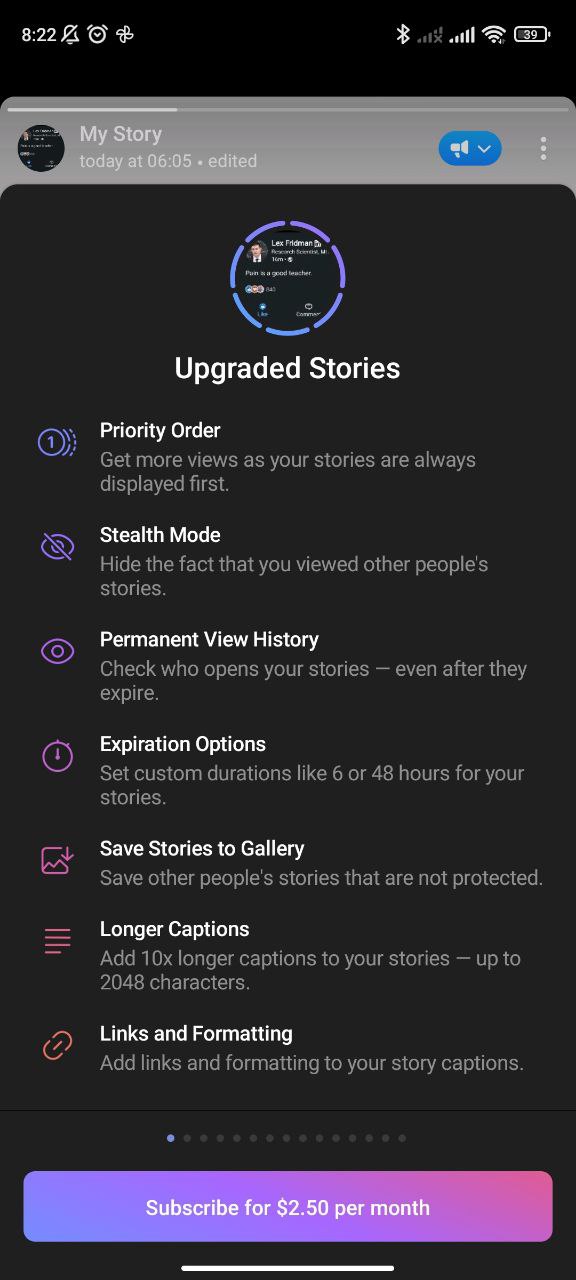 8:22
39
My Story
today at 06:05 • edited
Lex Fridman
Research Scientist, MI
16m •
Pain is a good teacher.
840
Like
Commen
Upgraded Stories
1
Priority Order
Get more views as your stories are always
displayed first.
Stealth Mode
Hide the fact that you viewed other people's
stories.
Permanent View History
Check who opens your stories — even after they
expire.
Expiration Options
Set custom durations like 6 or 48 hours for your
stories.
Save Stories to Gallery
Save other people's stories that are not protected.
Longer Captions
Add 10x longer captions to your stories — up to
2048 characters.
Links and Formatting
Add links and formatting to your story captions.
Subscribe for $2.50 per month